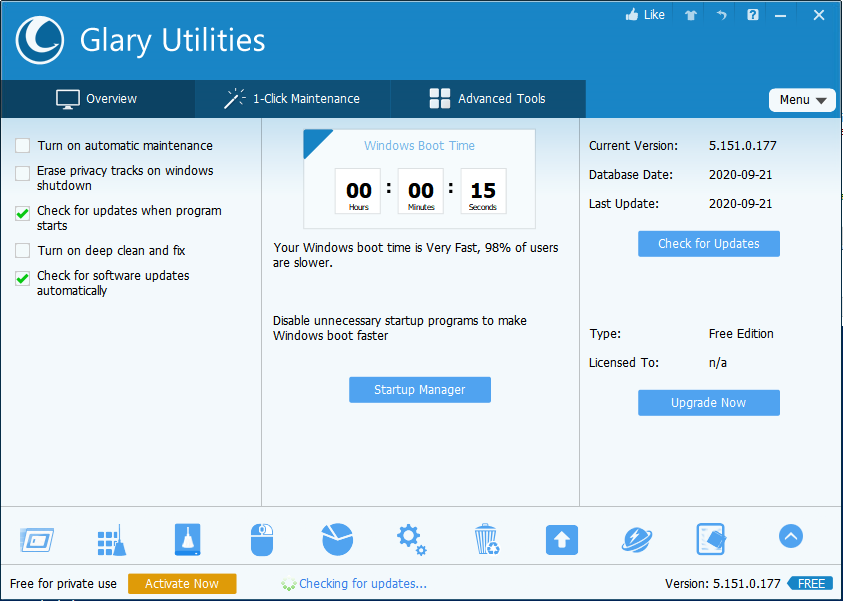 Like
Glary Utilities
Overview
1-Click Maintenance
Advanced Tools
Menu
Turn on automatic maintenance
Erase privacy tracks on windows
shutdown
Check for updates when program
starts
Turn on deep clean and fix
Check for software updates
automatically
Windows Boot Time
00 : 00 : 15
Hours Minutes Seconds
Your Windows boot time is Very Fast, 98% of users
are slower.
Disable unnecessary startup programs to make
Windows boot faster
Startup Manager
Current Version: 5.151.0.177
Database Date: 2020-09-21
Last Update: 2020-09-21
Check for Updates
Type: Free Edition
Licensed To: n/a
Upgrade Now
Free for private use
Activate Now
Checking for updates...
Version: 5.151.0.177
FREE